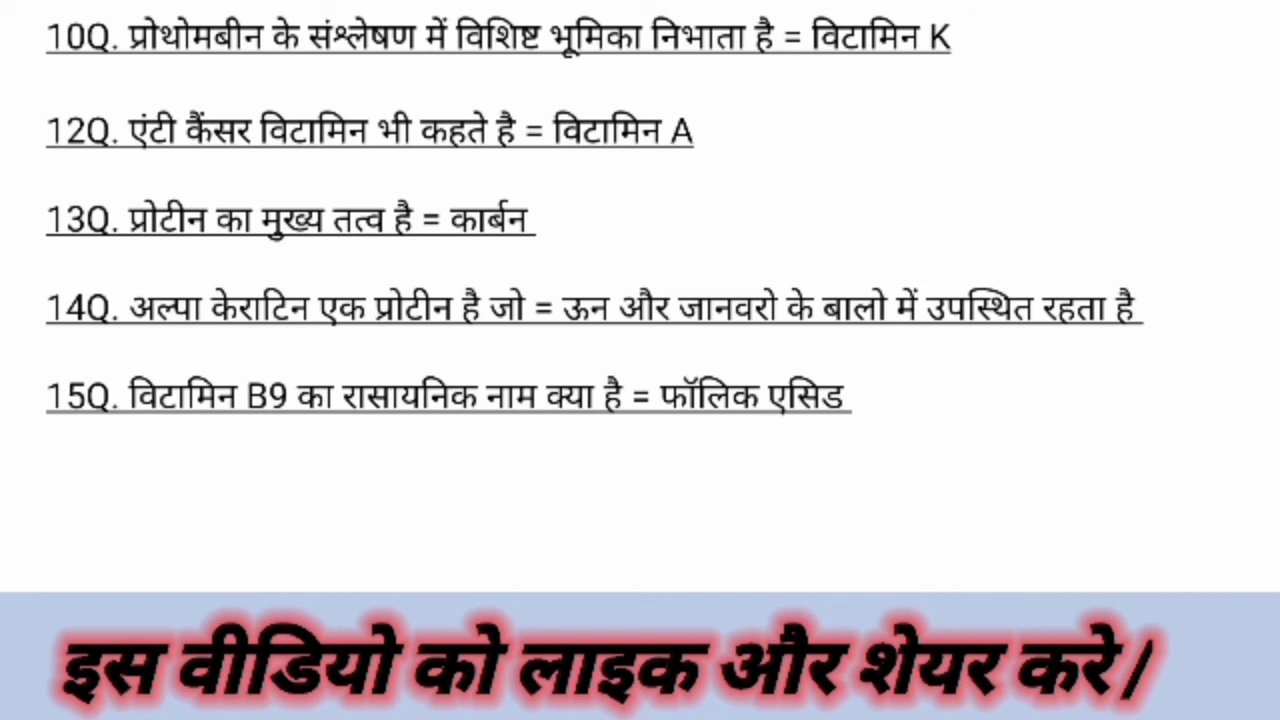 10Q. प्रोथोमबीन के संश्लेषण में विशिष्ट भूमिका निभाता है = विटामिन K
12Q. एंटी कैंसर विटामिन भी कहते है = विटामिन A
13Q. प्रोटीन का मुख्य तत्व है = कार्बन
14Q. अल्पा केराटिन एक प्रोटीन है जो = ऊन और जानवरो के बालो में उपस्थित रहता है
15Q. विटामिन B9 का रासायनिक नाम क्या है = फॉलिक एसिड
इस वीडियो को लाइक और शेयर करे/